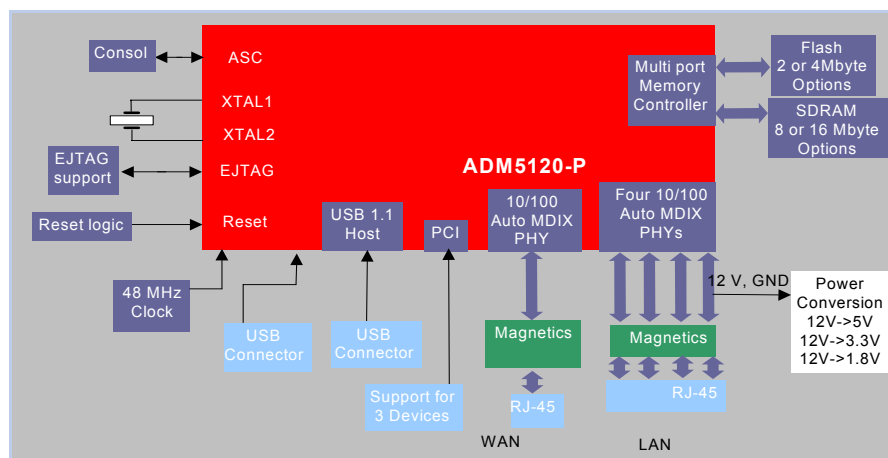 Consol
ASC
XTAL1
XTAL2
EJTAG
support
EJTAG
Reset logic
Reset
48 MHz
Clock
ADM5120-P
Multi port
Memory
Controller
Flash
2 or 4Mbyte
Options
SDRAM
8 or 16 Mbyte
Options
USB 1.1
Host
PCI
10/100
Auto MDIX
PHY
Four 10/100
Auto MDIX
PHYs
12 V, GND
Power
Conversion
12V->5V
12V->3.3V
12V->1.8V
USB
Connector
USB
Connector
Magnetics
Magnetics
Support for
3 Devices
RJ-45
RJ-45
WAN
LAN